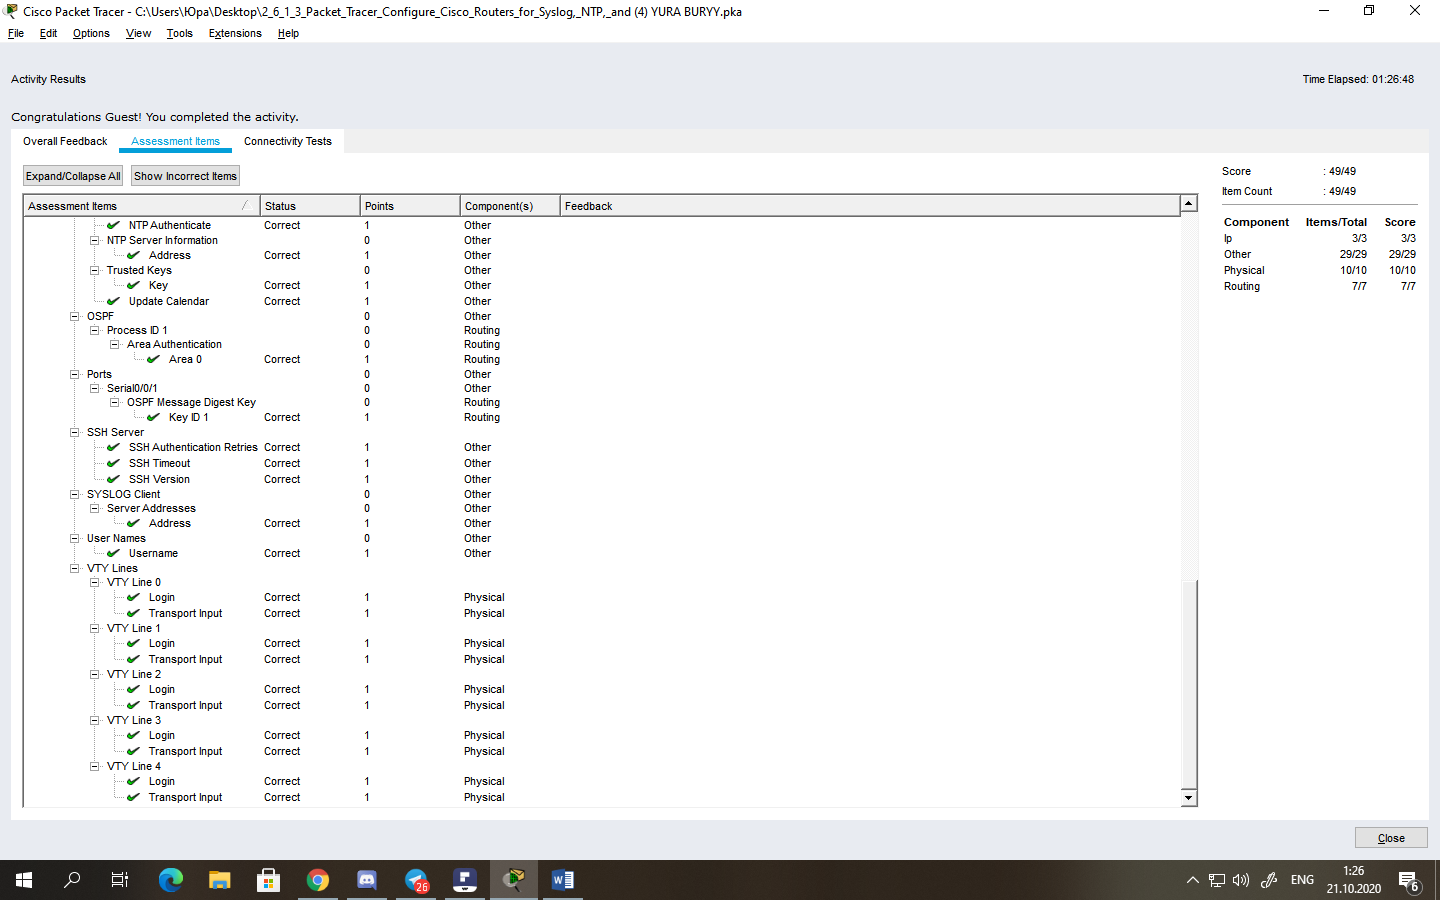 Cisco Packet Tracer - C:\Users\Юра\Desktop\2_6_1_3_Packet_Tracer_Configure_Cisco_Routers_for_Syslog,_NTP,_and (4) YURA BURYY.pka
File Edit Options View Tools Extensions Help
Activity Results
Time Elapsed: 01:26:48
Congratulations Guest! You completed the activity.
Overall Feedback Assessment Items Connectivity Tests
Expand/Collapse All Show Incorrect Items
Assessment Items Status Points Component(s) Feedback
NTP Authenticate Correct 1 Other
NTP Server Information 0 Other
Address Correct 1 Other
Trusted Keys 0 Other
Key Correct 1 Other
Update Calendar Correct 1 Other
OSPF 0 Other
Process ID 1 0 Routing
Area Authentication 0 Routing
Area 0 Correct 1 Routing
Ports 0 Other
Serial0/0/1 0 Other
OSPF Message Digest Key 0 Routing
Key ID 1 Correct 1 Routing
SSH Server
SSH Authentication Retries Correct 1 Other
SSH Timeout Correct 1 Other
SSH Version Correct 1 Other
SYSLOG Client 0 Other
Server Addresses 0 Other
Address Correct 1 Other
User Names 0 Other
Username Correct 1 Other
VTY Lines
VTY Line 0
Login Correct 1 Physical
Transport Input Correct 1 Physical
VTY Line 1
Login Correct 1 Physical
Transport Input Correct 1 Physical
VTY Line 2
Login Correct 1 Physical
Transport Input Correct 1 Physical
VTY Line 3
Login Correct 1 Physical
Transport Input Correct 1 Physical
VTY Line 4
Login Correct 1 Physical
Transport Input Correct 1 Physical
Score : 49/49
Item Count : 49/49
Component Items/Total Score
Ip 3/3 3/3
Other 29/29 29/29
Physical 10/10 10/10
Routing 7/7 7/7
Close
26
ENG
1:26
21.10.2020
6